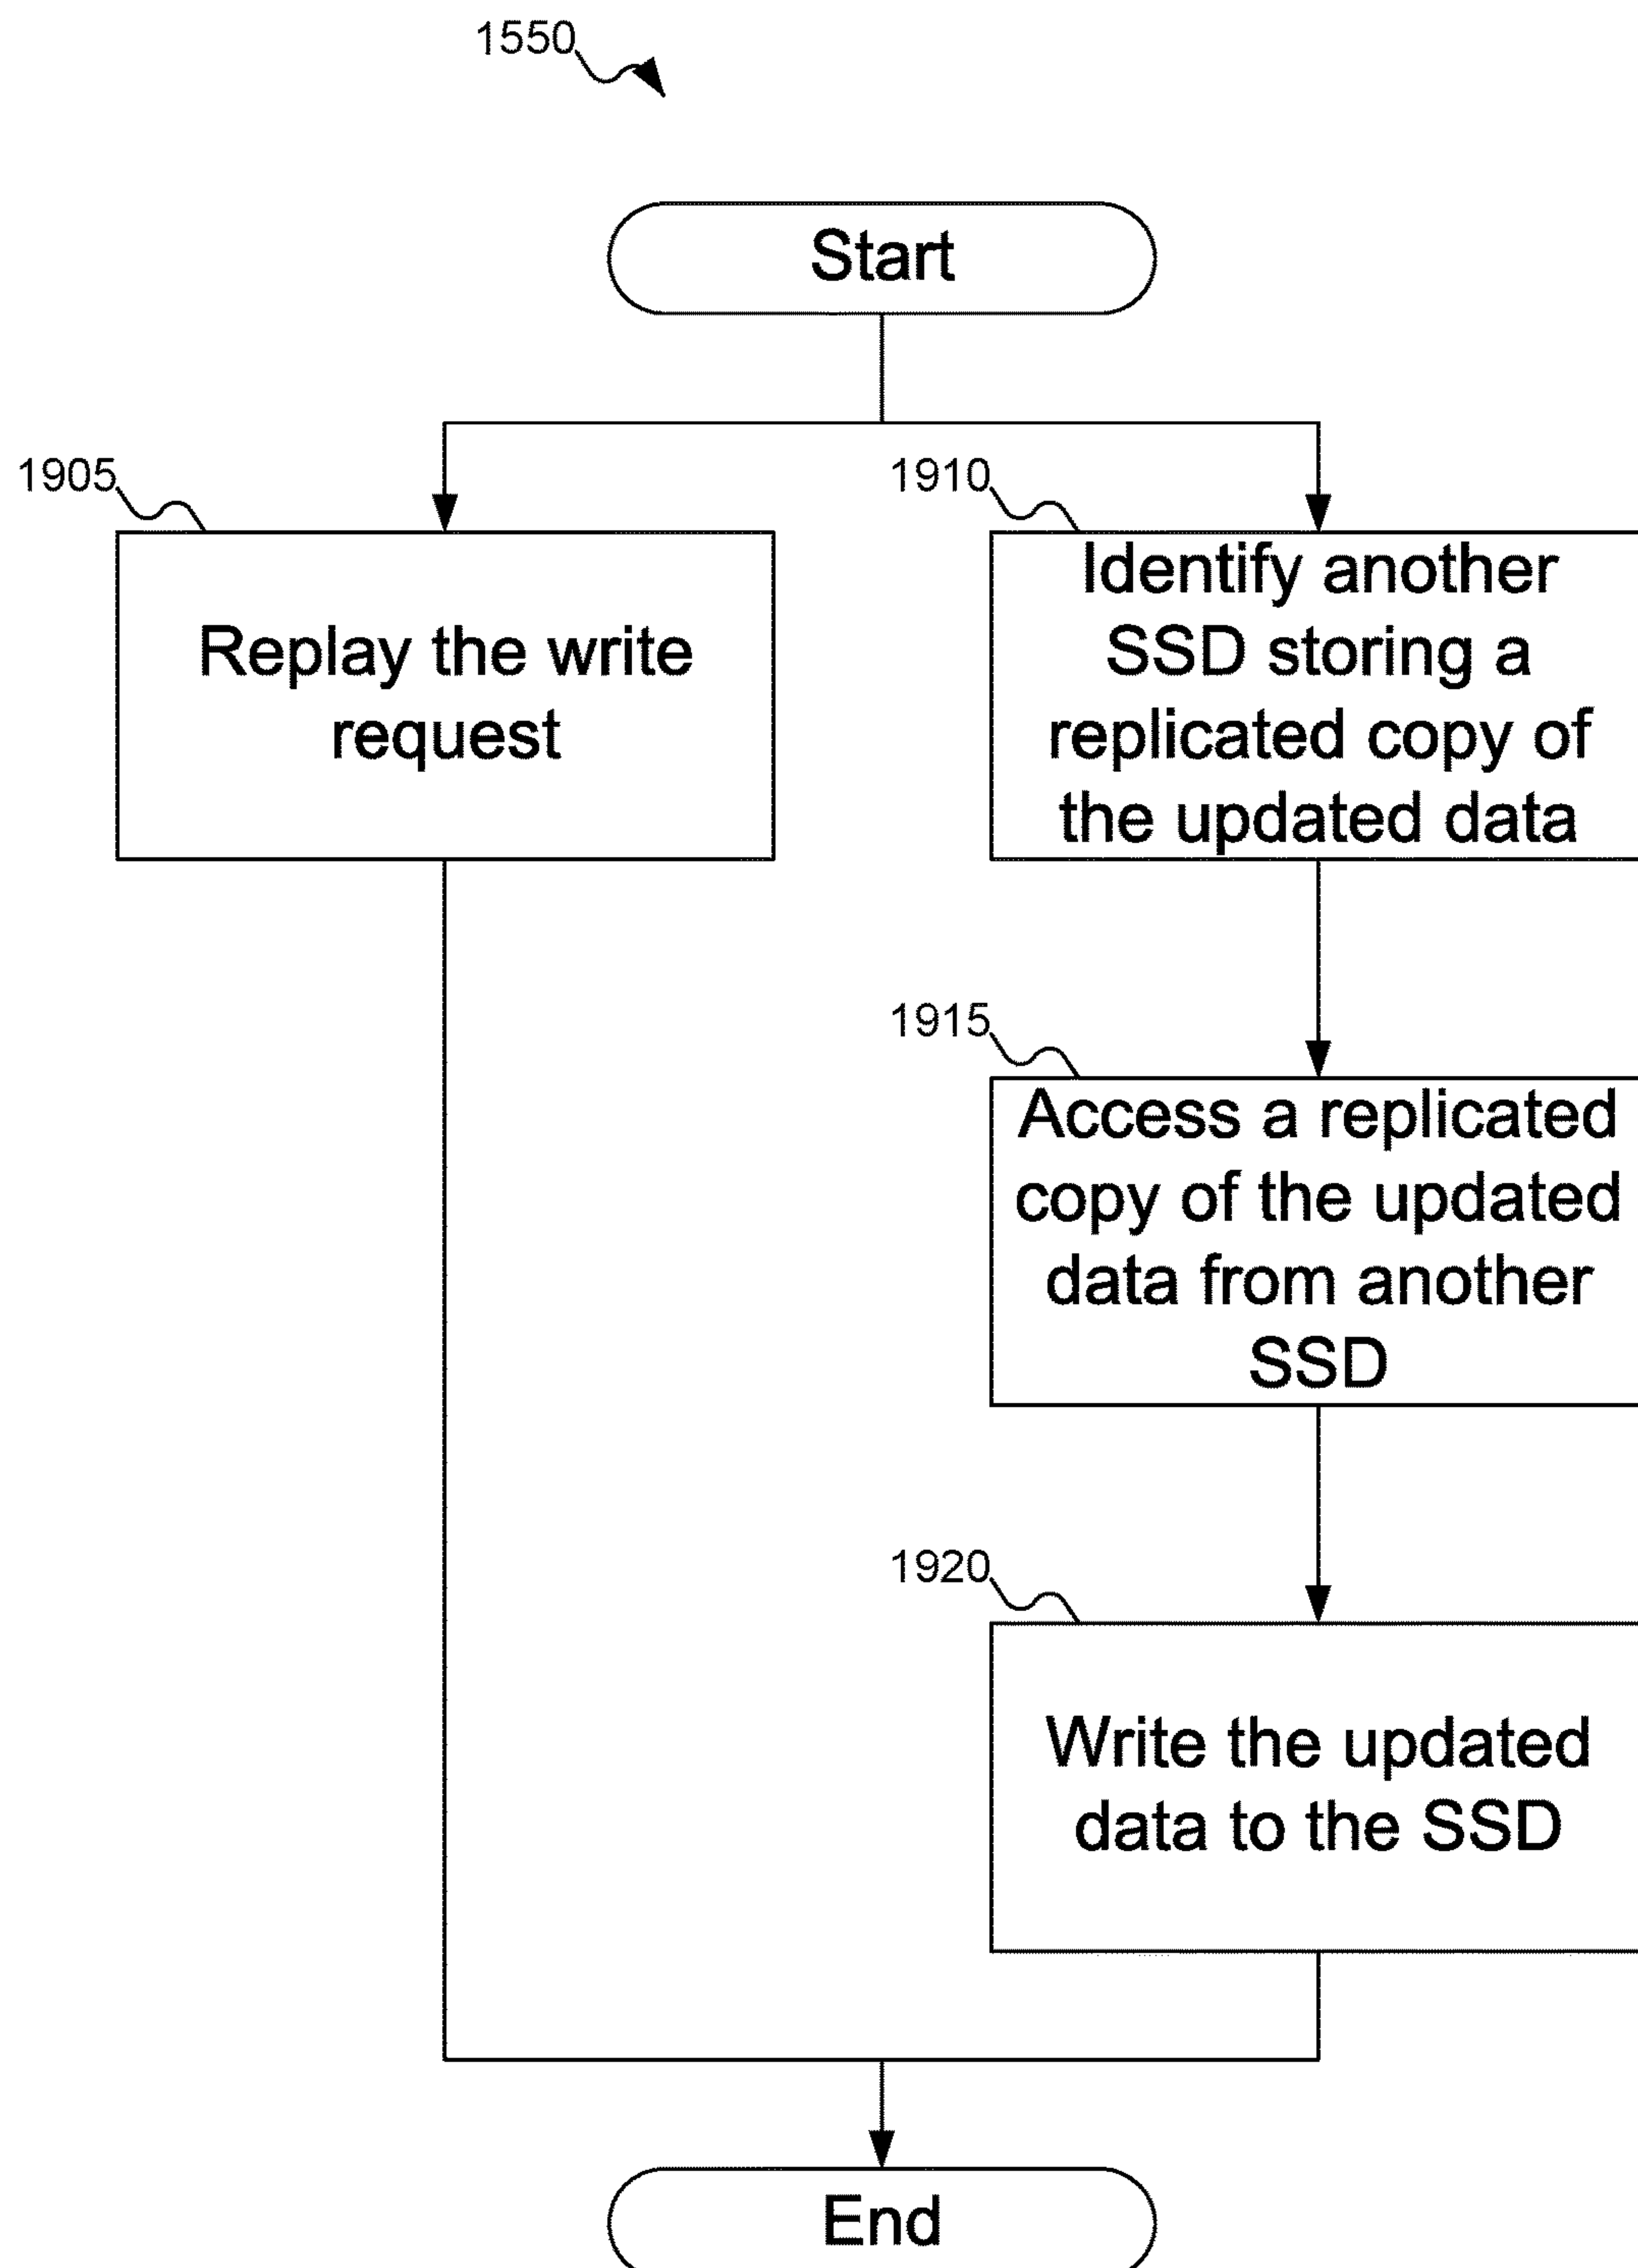 1550
Start
1905
Replay the write
request
1910
Identify another
SSD storing a
replicated copy of
the updated data
1915
Access a replicated
copy of the updated
data from another
SSD
1920
Write the updated
data to the SSD
End